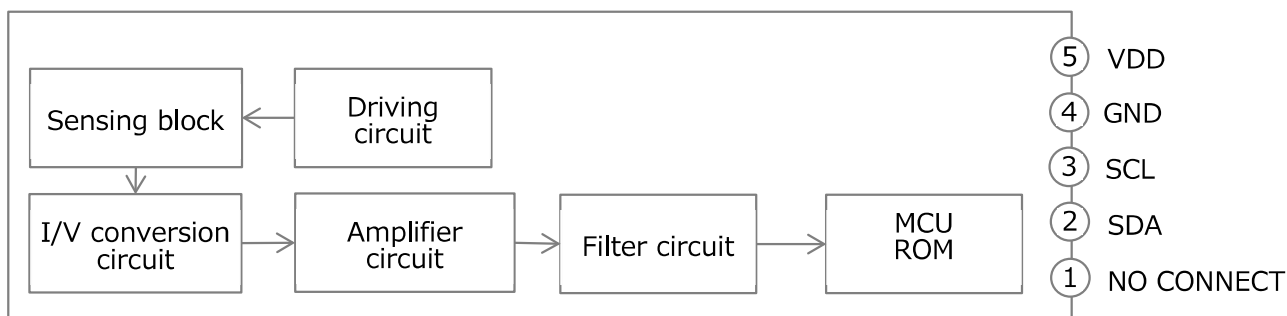 Sensing block
Driving
circuit
I/V conversion
circuit
Amplifier
circuit
Filter circuit
MCU
ROM
5 VDD
4 GND
3 SCL
2 SDA
1 NO CONNECT